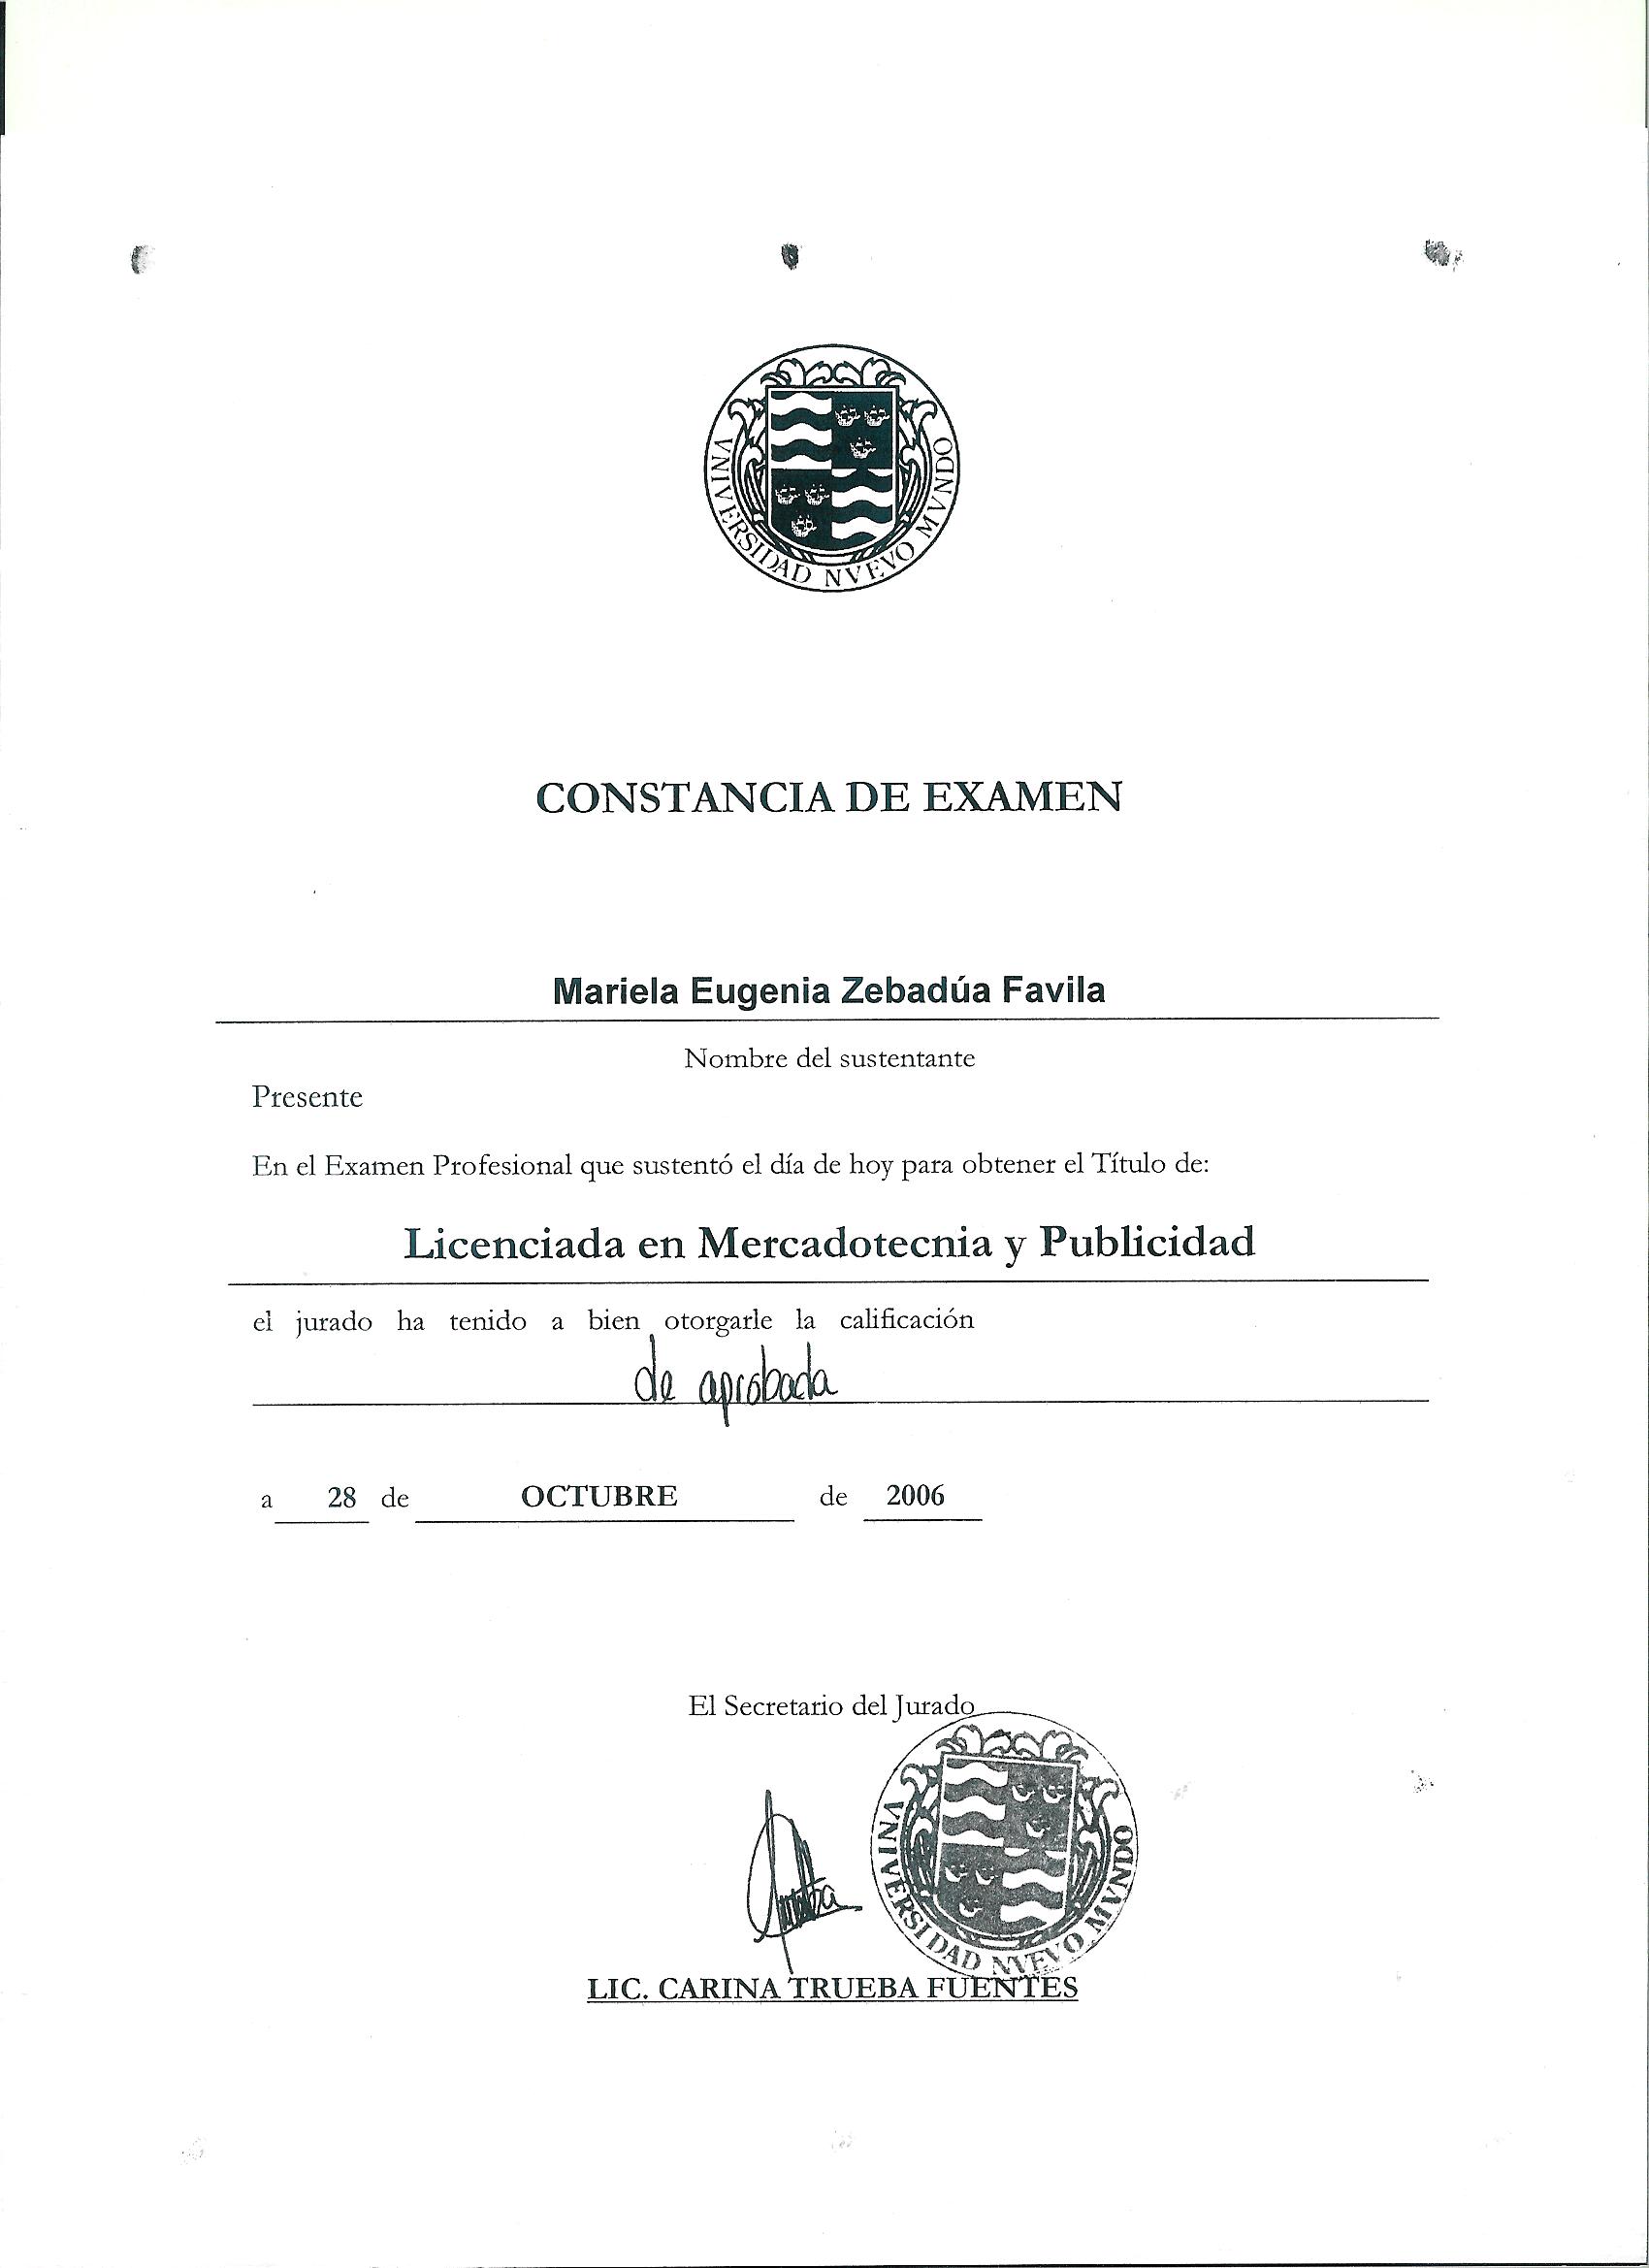 VNIVERSIDAD NVEVO MVNDO
CONSTANCIA DE EXAMEN
Mariela Eugenia Zebadúa Favila
Nombre del sustentante
Presente
En el Examen Profesional que sustentó el día de hoy para obtener el Título de:
Licenciada en Mercadotecnia y Publicidad
el jurado ha tenido a bien otorgarle la calificación
de aprobada
a 28 de OCTUBRE de 2006
El Secretario del Jurado
VNIVERSIDAD NVEVO MVNDO
LIC. CARINA TRUEBA FUENTES